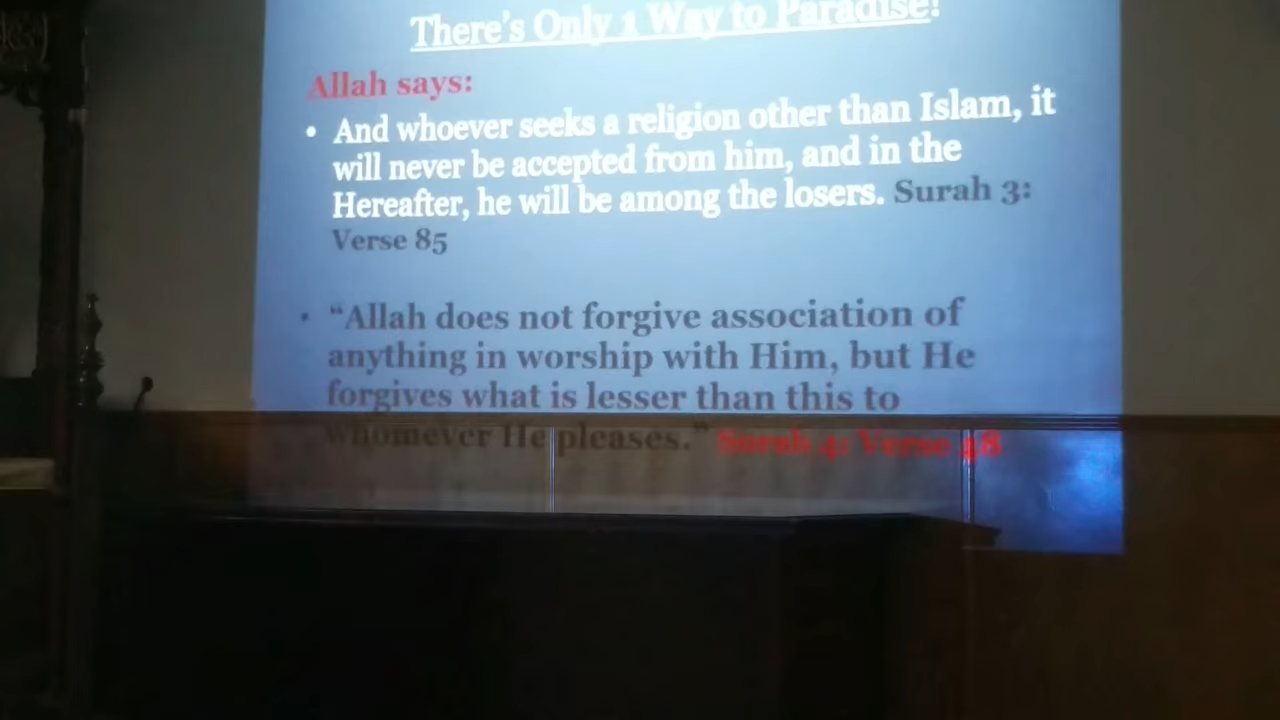 There's Only 1 Way to Paradise!
Allah says:
• And whoever seeks a religion other than Islam, it
will never be accepted from him, and in the
Hereafter, he will be among the losers. Surah 3:
Verse 85
• “Allah does not forgive association of
anything in worship with Him, but He
forgives what is lesser than this to
whomever He pleases.” Surah 4: Verse 48